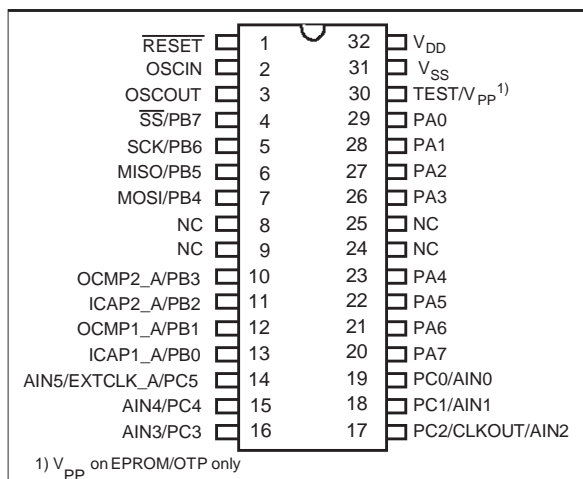 RESET 1 32 VDD
OSCIN 2 31 VSS
OSCOUT 3 30 TEST/VPP1)
SS/PB7 4 29 PA0
SCK/PB6 5 28 PA1
MISO/PB5 6 27 PA2
MOSI/PB4 7 26 PA3
NC 8 25 NC
NC 9 24 NC
OCMP2_A/PB3 10 23 PA4
ICAP2_A/PB2 11 22 PA5
OCMP1_A/PB1 12 21 PA6
ICAP1_A/PB0 13 20 PA7
AIN5/EXTCLK_A/PC5 14 19 PC0/AIN0
AIN4/PC4 15 18 PC1/AIN1
AIN3/PC3 16 17 PC2/CLKOUT/AIN2
1) VPP on EPROM/OTP only